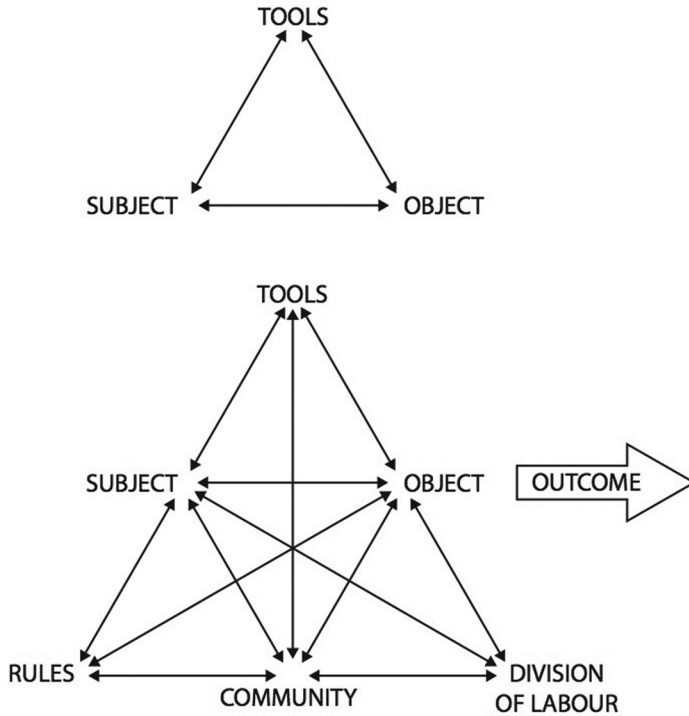 TOOLS
SUBJECT
OBJECT
TOOLS
SUBJECT
OBJECT
OUTCOME
RULES
COMMUNITY
DIVISION
OF LABOUR